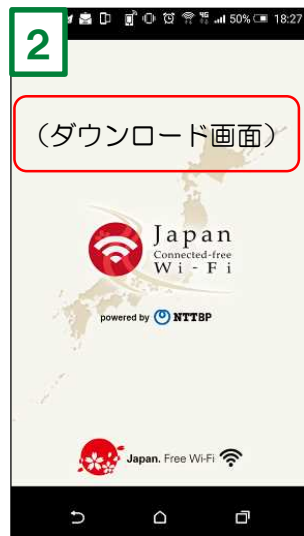 2
50% 18:27
(ダウンロード画面)
Japan
Connected-free
Wi-Fi
powered by NTTBP
Japan. Free Wi-Fi